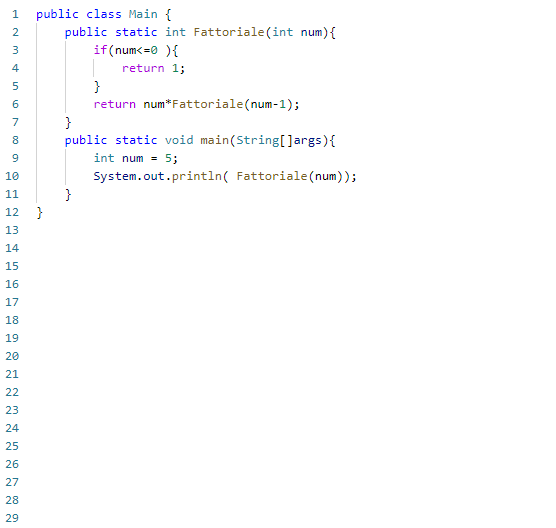 1 public class Main {
2 public static int Fattoriale(int num){
3 if(num<=0 ){
4 return 1;
5 }
6 return num*Fattoriale(num-1);
7 }
8 public static void main(String[]args){
9 int num = 5;
10 System.out.println( Fattoriale(num));
11 }
12 }
13
14
15
16
17
18
19
20
21
22
23
24
25
26
27
28
29